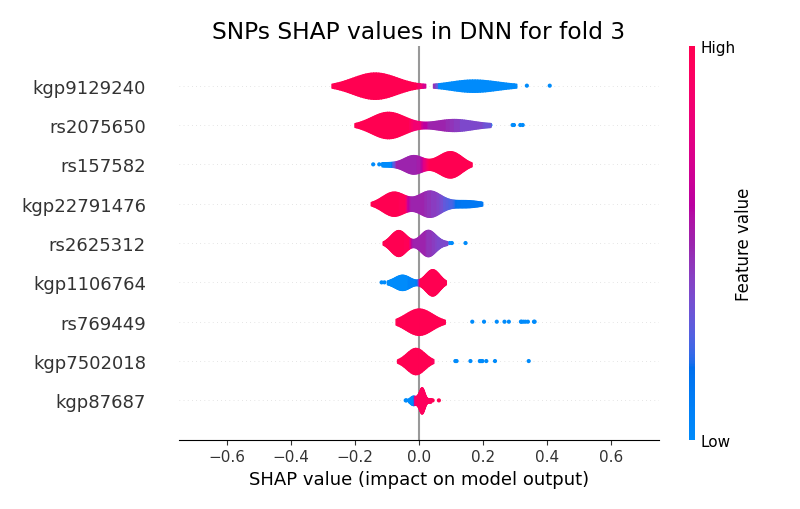 SNPs SHAP values in DNN for fold 3
High
kgp9129240
rs2075650
rs157582
kgp22791476
rs2625312
kgp1106764
rs769449
kgp7502018
kgp87687
Feature value
Low
−0.6 −0.4 −0.2 0.0 0.2 0.4 0.6
SHAP value (impact on model output)